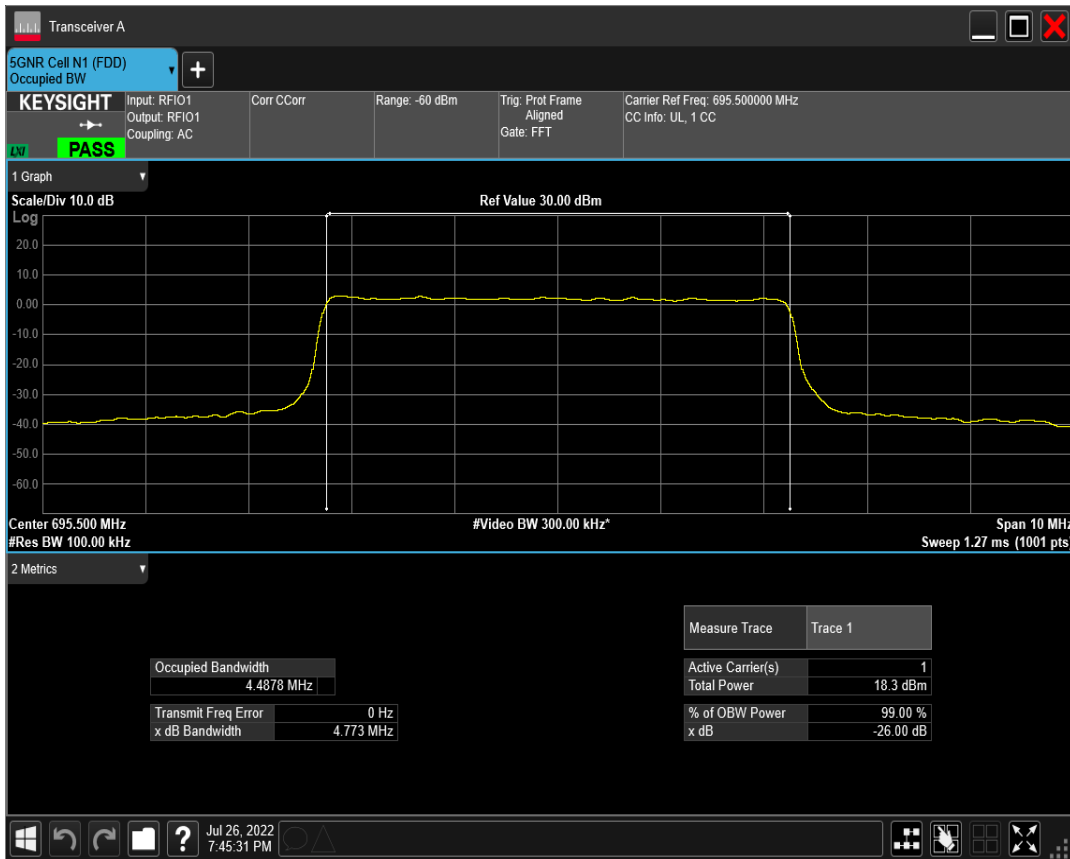 Transceiver A
5GNR Cell N1 (FDD)
Occupied BW
+
KEYSIGHT
LXI
PASS
Input: RFIO1
Output: RFIO1
Coupling: AC
Corr CCorr
Range: -60 dBm
Trig: Prot Frame
Aligned
Gate: FFT
Carrier Ref Freq: 695.500000 MHz
CC Info: UL, 1 CC
1 Graph
Scale/Div 10.0 dB
Ref Value 30.00 dBm
Log
20.0
10.0
0.00
-10.0
-20.0
-30.0
-40.0
-50.0
-60.0
Center 695.500 MHz
#Video BW 300.00 kHz*
Span 10 MHz
#Res BW 100.00 kHz
Sweep 1.27 ms (1001 pts)
2 Metrics
Measure Trace
Trace 1
Occupied Bandwidth
4.4878 MHz
Active Carrier(s)
1
Total Power
18.3 dBm
Transmit Freq Error
0 Hz
x dB Bandwidth
4.773 MHz
% of OBW Power
99.00 %
x dB
-26.00 dB
?
Jul 26, 2022
7:45:31 PM